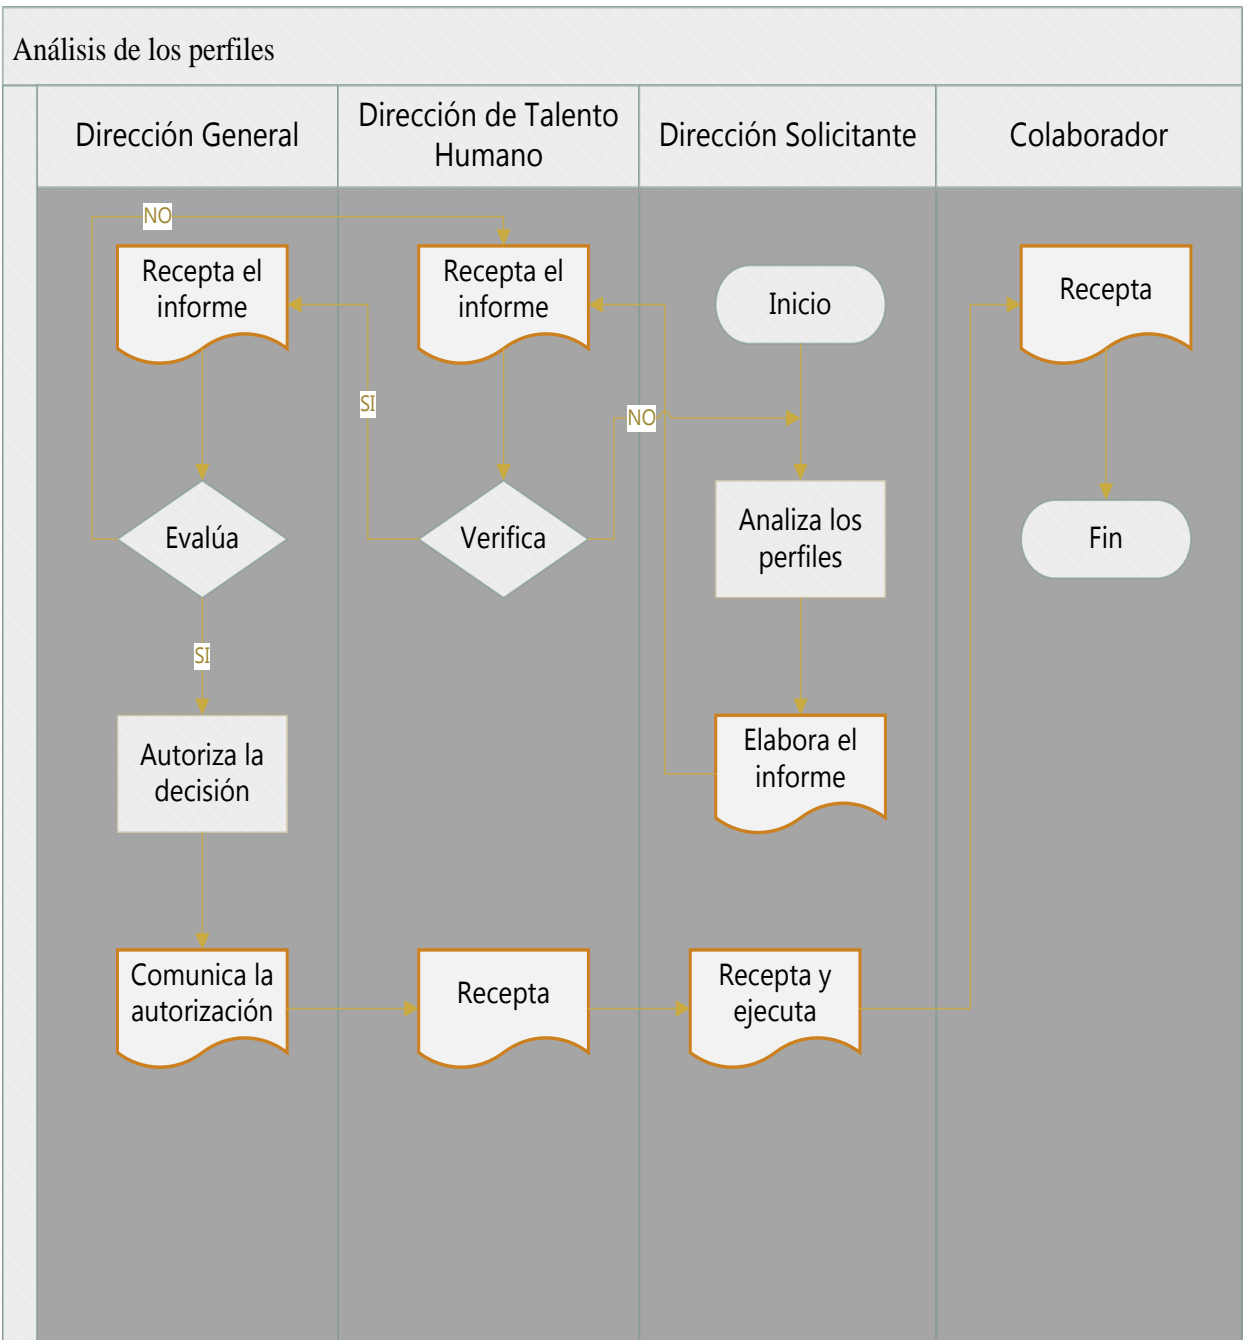 Análisis de los perfiles
Dirección General
Dirección de Talento
Humano
Dirección Solicitante
Colaborador
NO
Recepta el
informe
Recepta el
informe
Inicio
Recepta
SI
NO
Evalúa
Verifica
Analiza los
perfiles
Fin
SI
Autoriza la
decisión
Elabora el
informe
Comunica la
autorización
Recepta
Recepta y
ejecuta